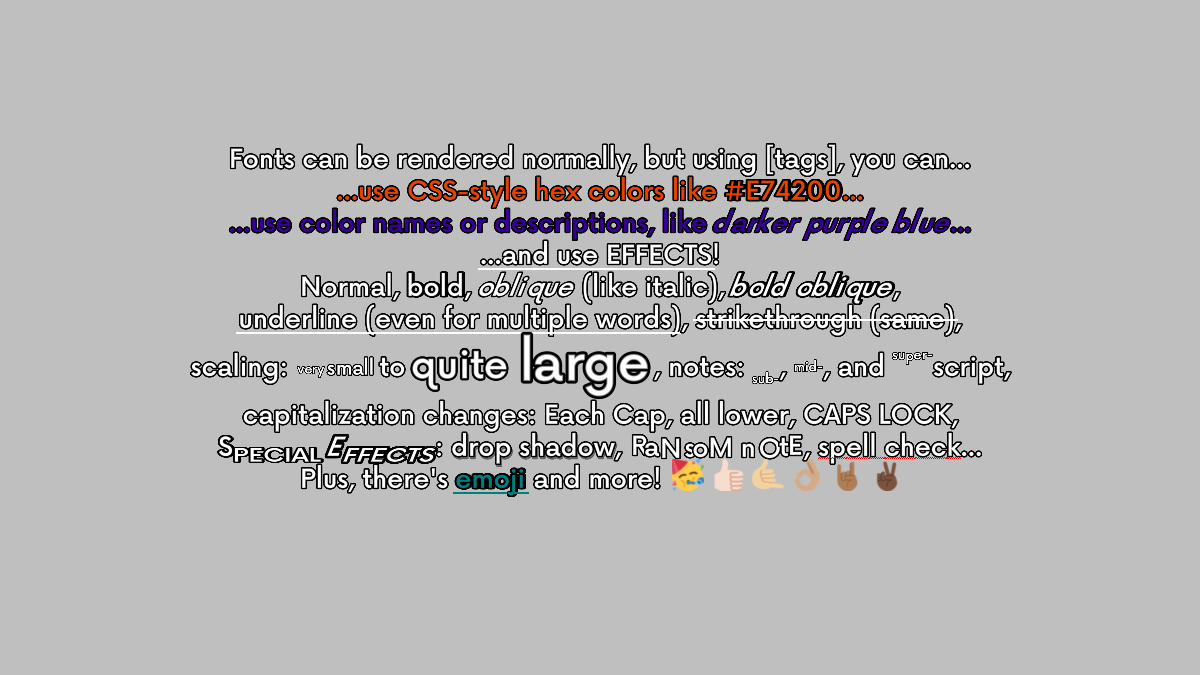 Fonts can be rendered normally, but using [tags], you can...
...use CSS-style hex colors like #E74200...
...use color names or descriptions, like darker purple blue...
...and use EFFECTS!
Normal, bold, oblique (like italic), bold oblique,
underline (even for multiple words), strikethrough (same),
scaling: very small to quite large, notes: sub-, mid-, and super-script,
capitalization changes: Each Cap, all lower, CAPS LOCK,
SPECIAL EFFECTS: drop shadow, RaNsoM nOtE, spell check...
Plus, there's emoji and more! 🥳👍🏻🤙🏼👌🏽🤘🏾✌🏿